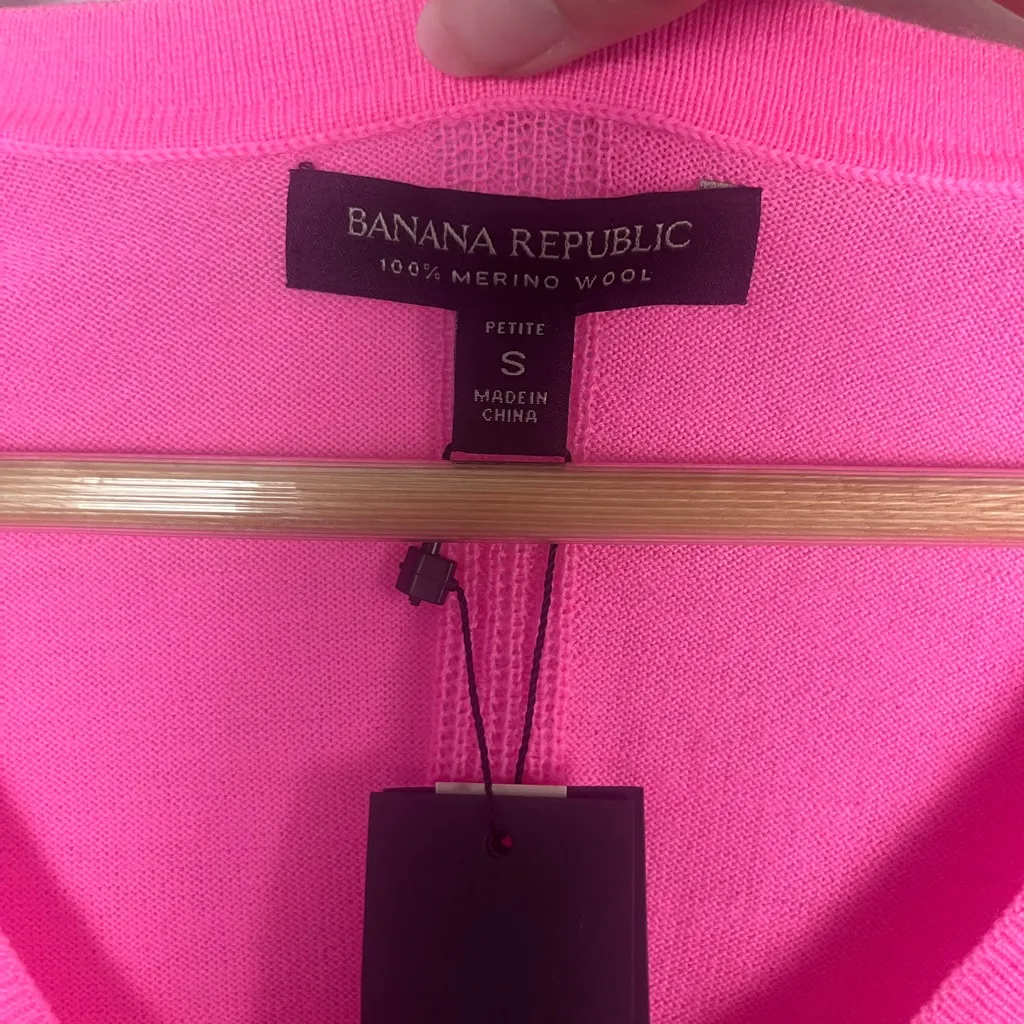 BANANA REPUBLIC
100% MERINO WOOL
PETITE
S
MADE IN
CHINA